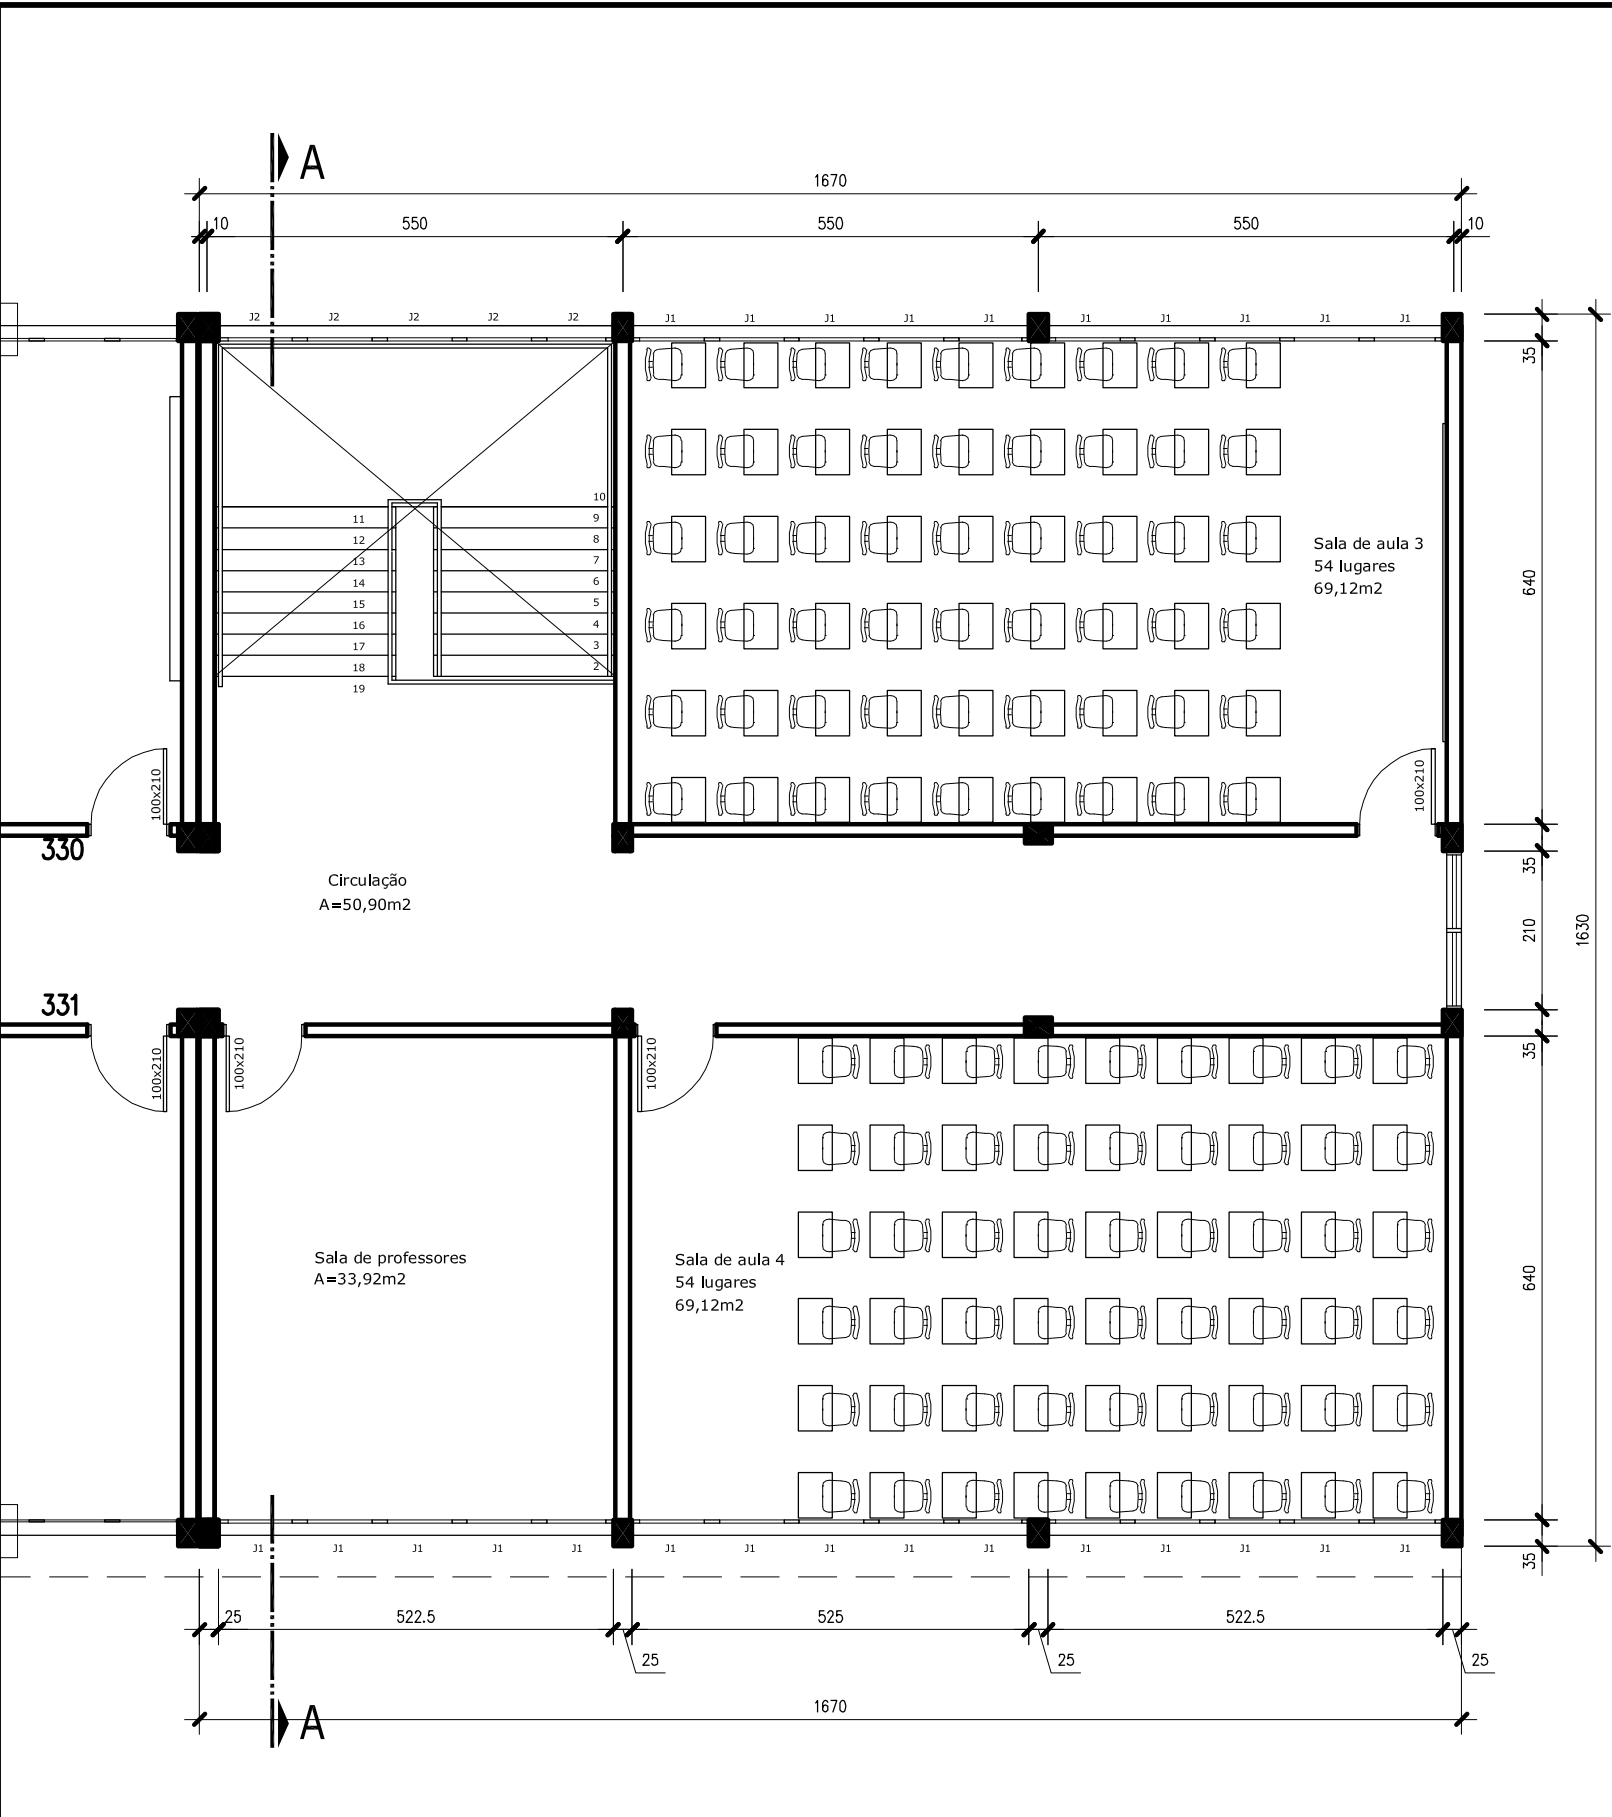 A
1670
10 550 550 550 10
J2 J2 J2 J2 J2 J1 J1 J1 J1 J1 J1 J1 J1 J1 J1
35
10
11 9
12 8
13 7
14 6
15 5
16 4
17 3
18 2
19
Sala de aula 3
54 lugares
69,12m2
640
100x210 100x210
330
35
Circulação
A=50,90m2
210
1630
331
35
100x210 100x210 100x210
Sala de professores
A=33,92m2
Sala de aula 4
54 lugares
69,12m2
640
J1 J1 J1 J1 J1 J1 J1 J1 J1 J1 J1 J1 J1 J1 J1
35
25 522.5 525 522.5
25 25 25
1670
A